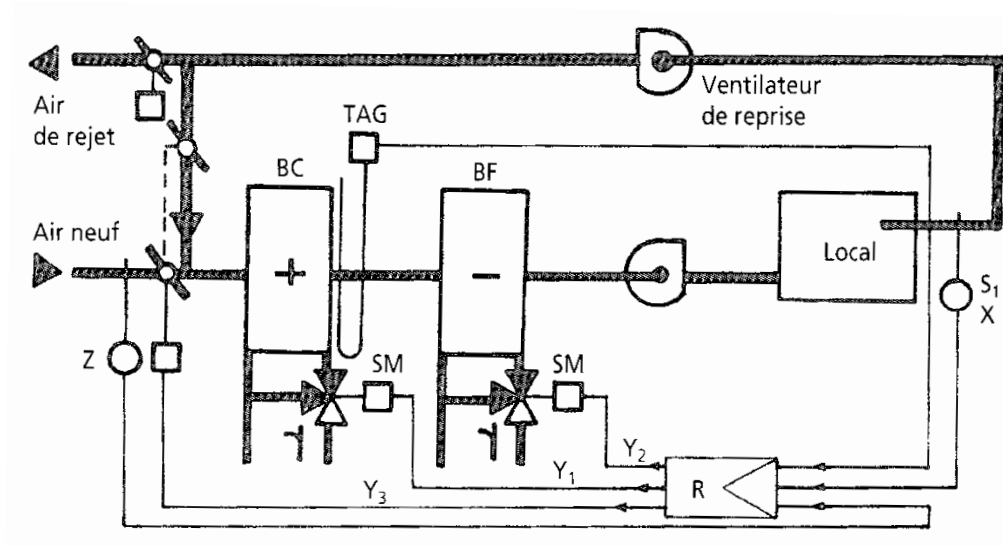 Ventilateur
de reprise
Air
de rejet
TAG
BC
BF
Air neuf
+
−
Local
S1
X
Z
SM
SM
Y2
Y1
R
Y3